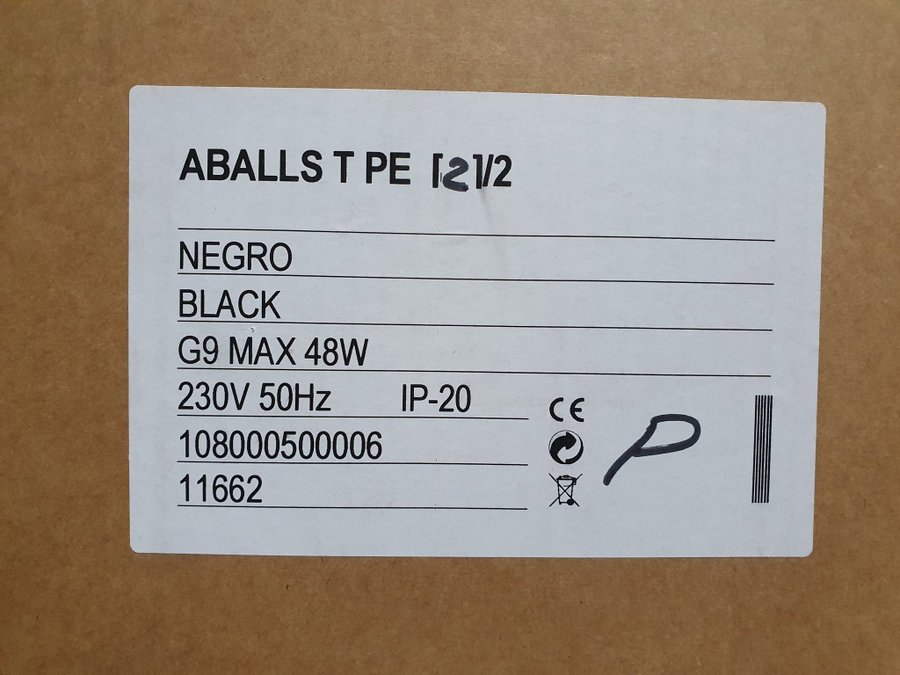 ABALLS T PE [2]/2
NEGRO
BLACK
G9 MAX 48W
230V 50Hz IP-20
CE
108000500006
P
11662